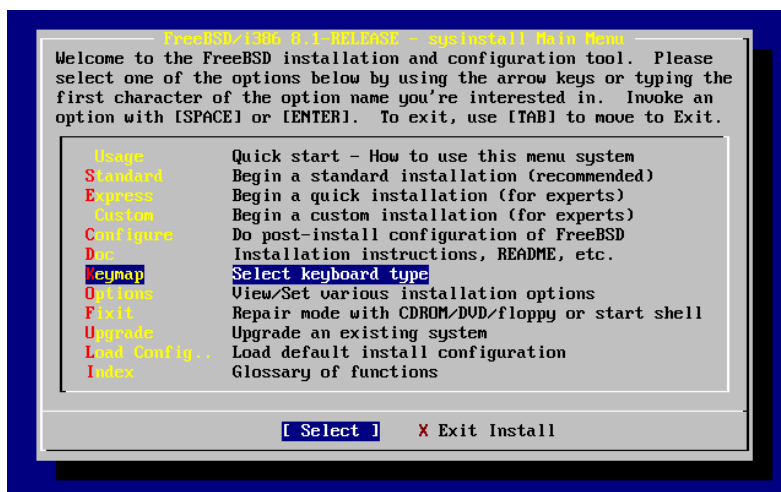 FreeBSD/i386 8.1-RELEASE - sysinstall Main Menu
Welcome to the FreeBSD installation and configuration tool.  Please
select one of the options below by using the arrow keys or typing the
first character of the option name you're interested in.  Invoke an
option with [SPACE] or [ENTER].  To exit, use [TAB] to move to Exit.
Usage Quick start - How to use this menu system
Standard Begin a standard installation (recommended)
Express Begin a quick installation (for experts)
Custom Begin a custom installation (for experts)
Configure Do post-install configuration of FreeBSD
Doc Installation instructions, README, etc.
Keymap Select keyboard type
Options View/Set various installation options
Fixit Repair mode with CDROM/DVD/floppy or start shell
Upgrade Upgrade an existing system
Load Config.. Load default install configuration
Index Glossary of functions
[ Select ] X Exit Install